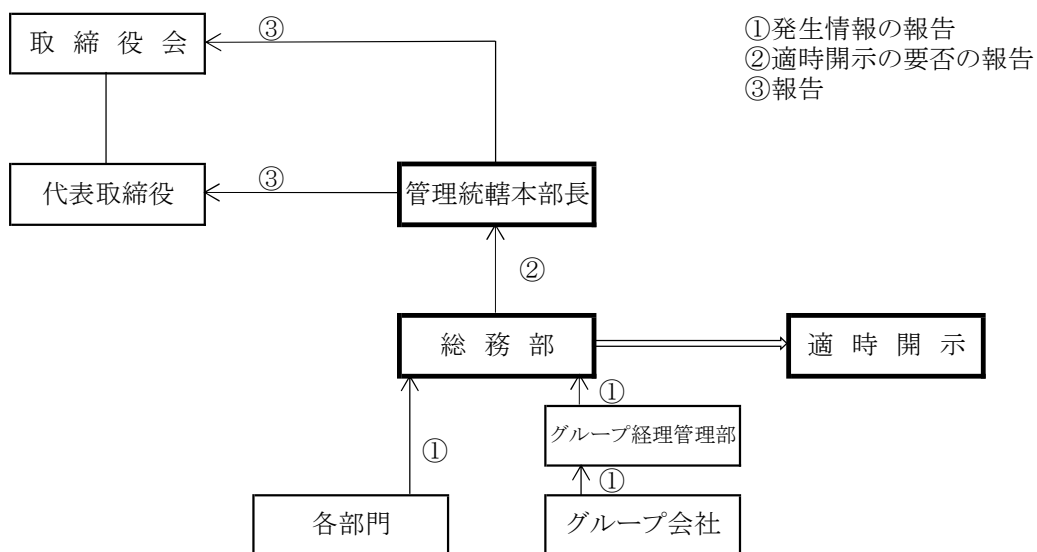 取 締 役 会
③
①発生情報の報告
②適時開示の要否の報告
③報告
代表取締役
③
管理統轄本部長
②
総 務 部
適 時 開 示
①
グループ経理管理部
①
①
各部門
グループ会社